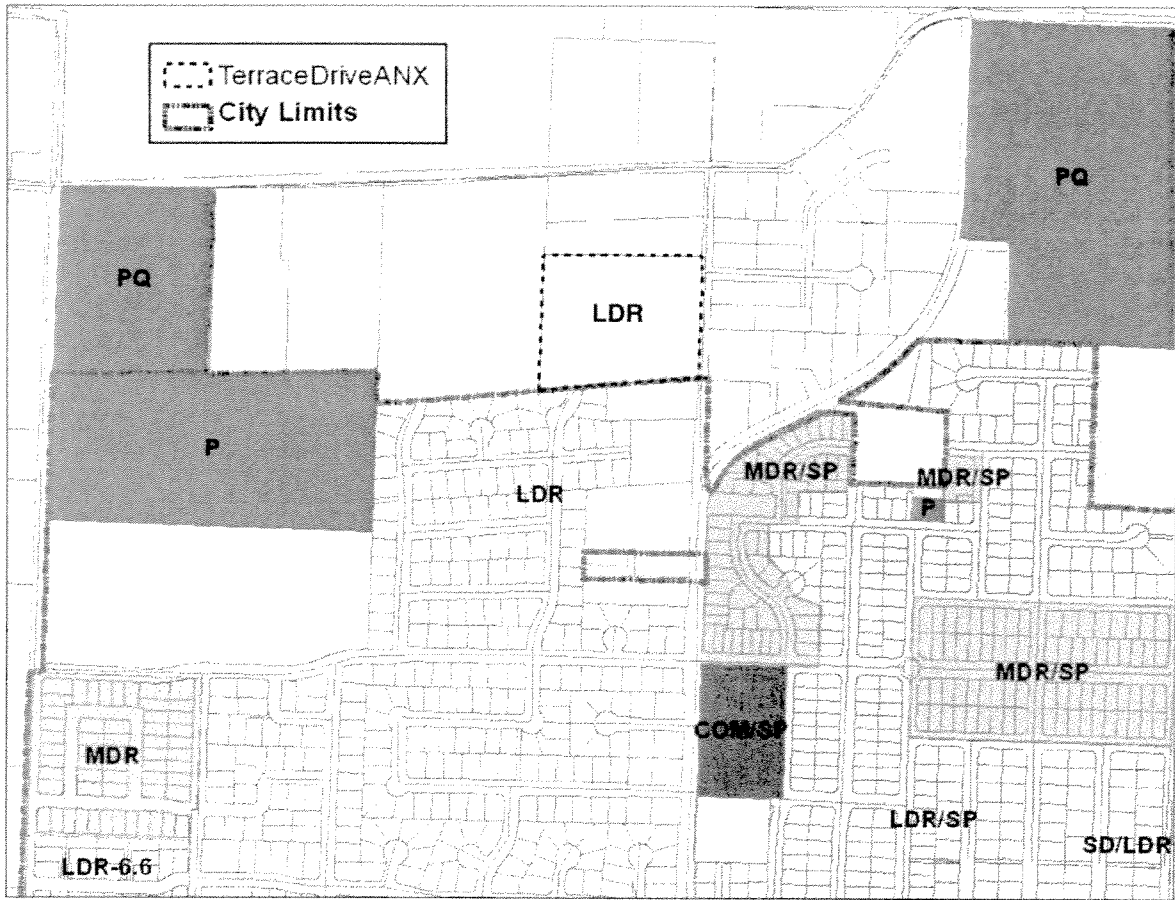 TerraceDriveANX
City Limits
PQ
PQ
LDR
P
MDR/SP
MDR/SP
LDR
P
MDR/SP
COM/SP
MDR
LDR/SP
SD/LDR
LDR-6.6